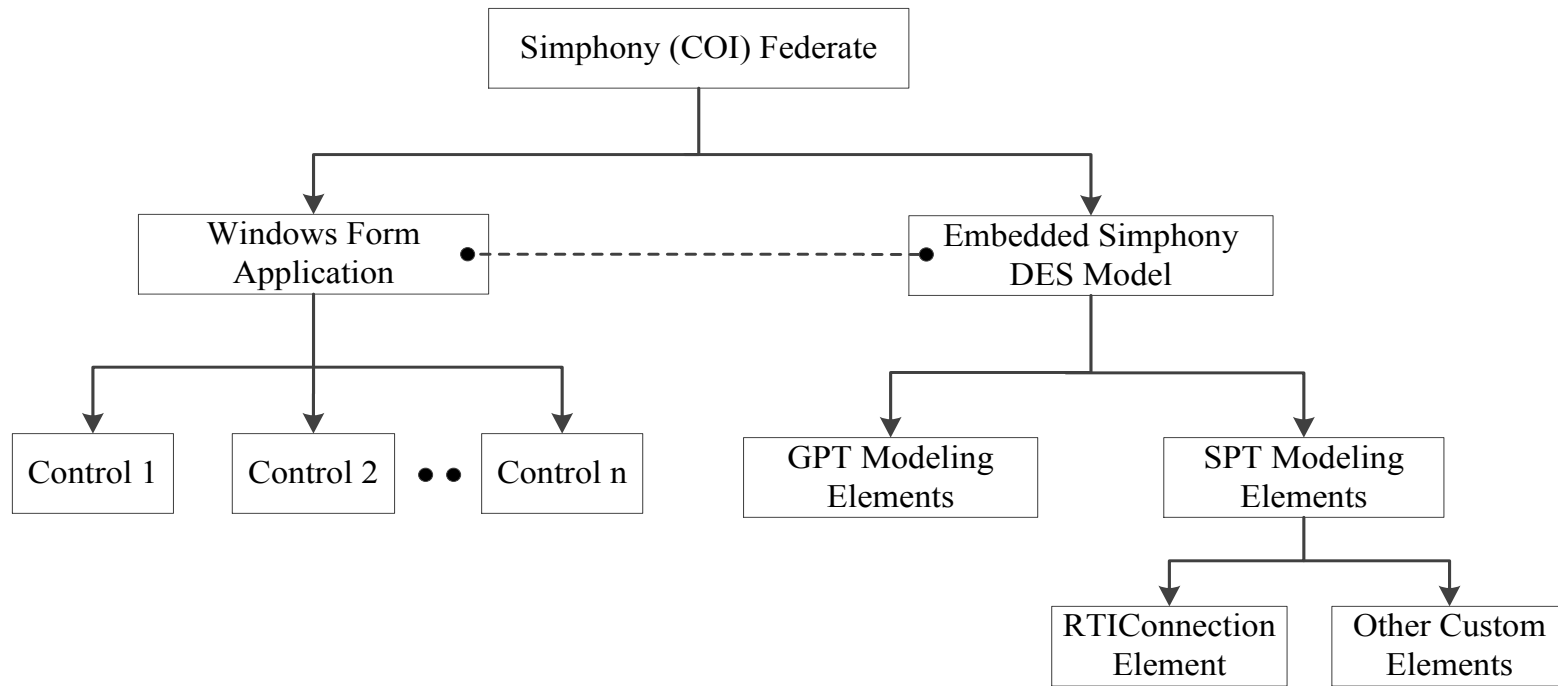 Simphony (COI) Federate
Windows Form
Application
Embedded Simphony
DES Model
Control 1
Control 2
Control n
GPT Modeling
Elements
SPT Modeling
Elements
RTIConnection
Element
Other Custom
Elements